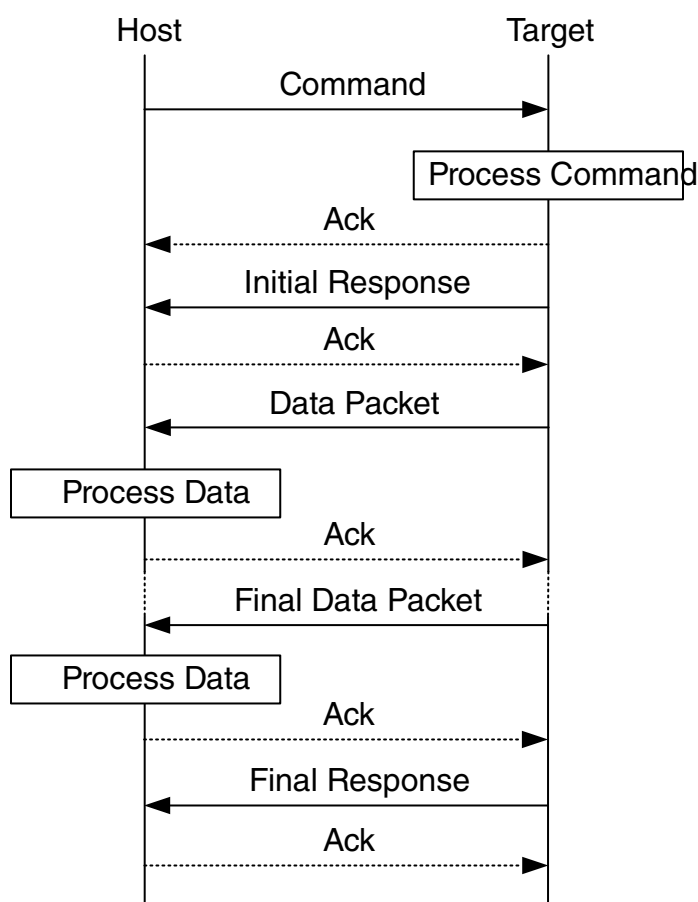 Host
Target
Command
Process Command
Ack
Initial Response
Ack
Data Packet
Process Data
Ack
Final Data Packet
Process Data
Ack
Final Response
Ack